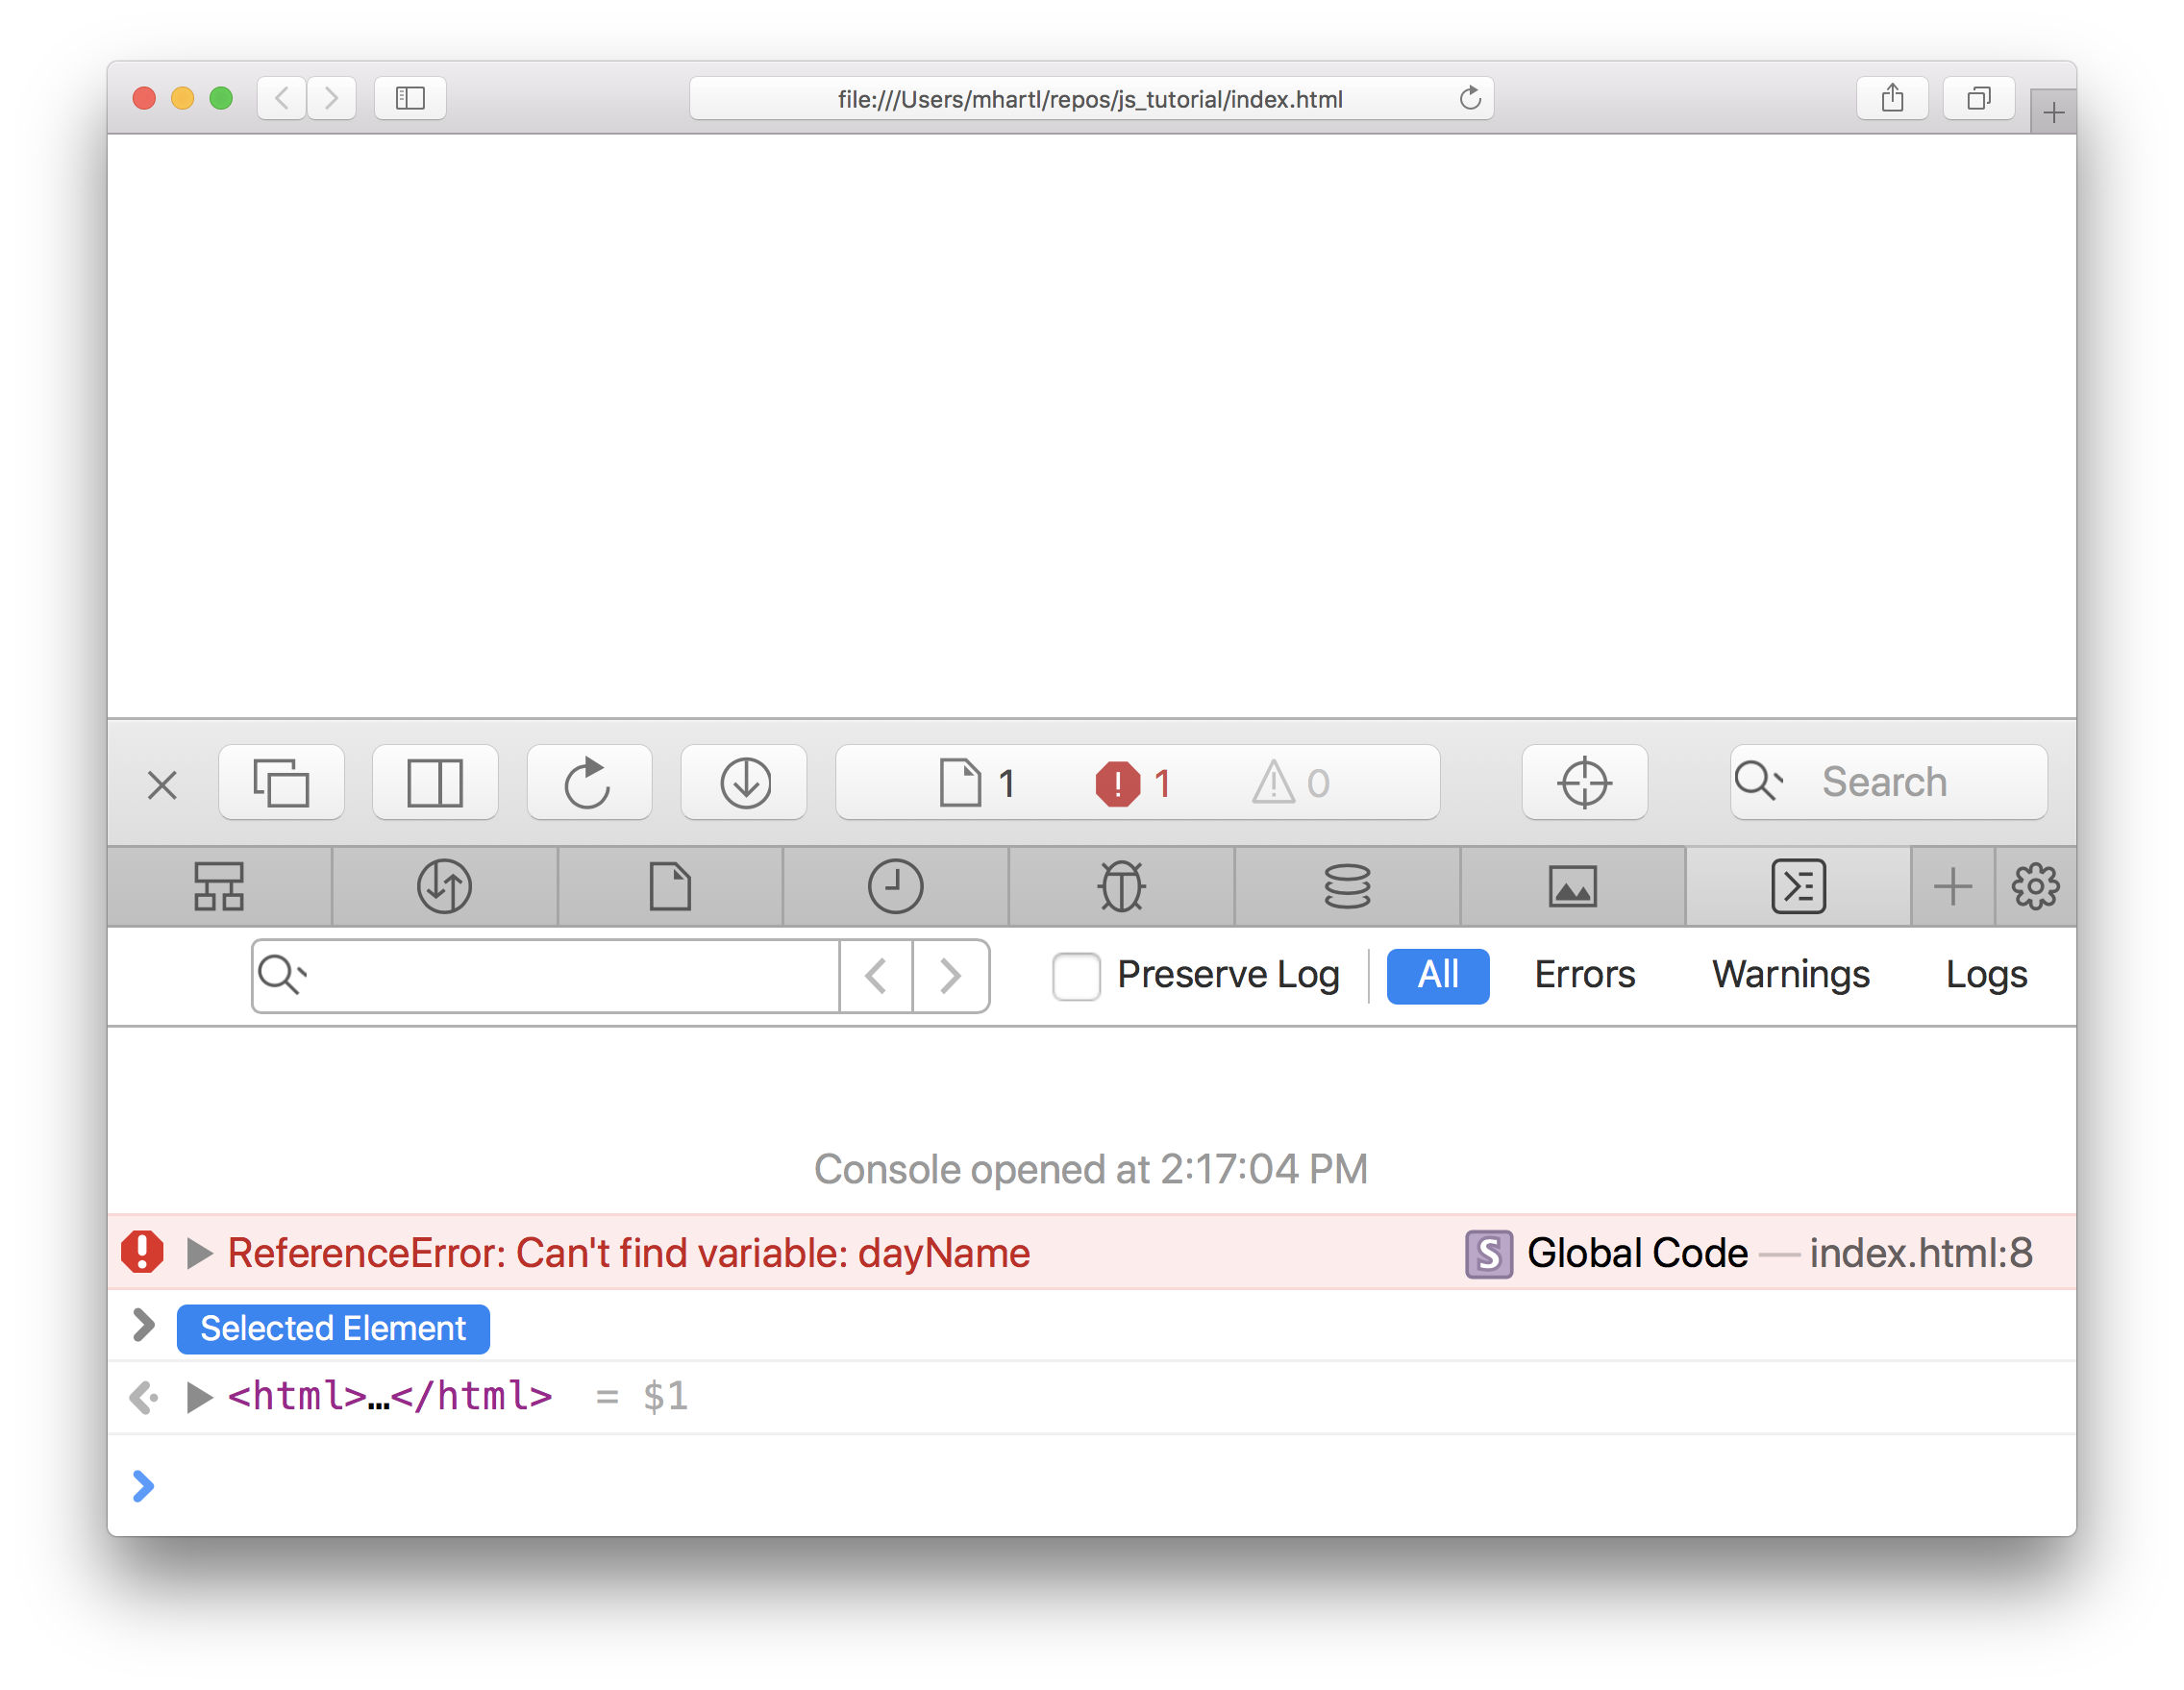 file:///Users/mhartl/repos/js_tutorial/index.html
1 1 0 Search
Preserve Log All Errors Warnings Logs
Console opened at 2:17:04 PM
ReferenceError: Can't find variable: dayName S Global Code — index.html:8
Selected Element
<html>…</html> = $1